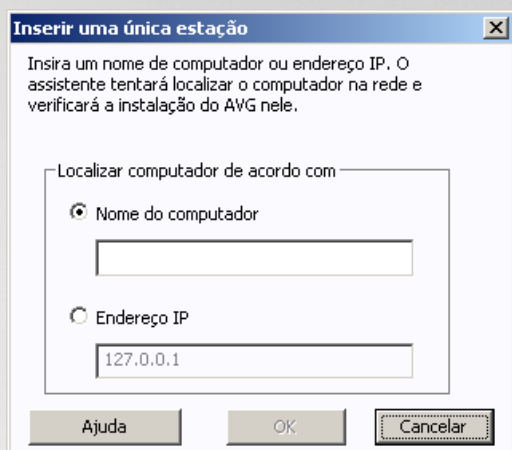 Inserir uma única estação
Insira um nome de computador ou endereço IP. O
assistente tentará localizar o computador na rede e
verificará a instalação do AVG nele.
Localizar computador de acordo com
Nome do computador
Endereço IP
127.0.0.1
Ajuda OK Cancelar